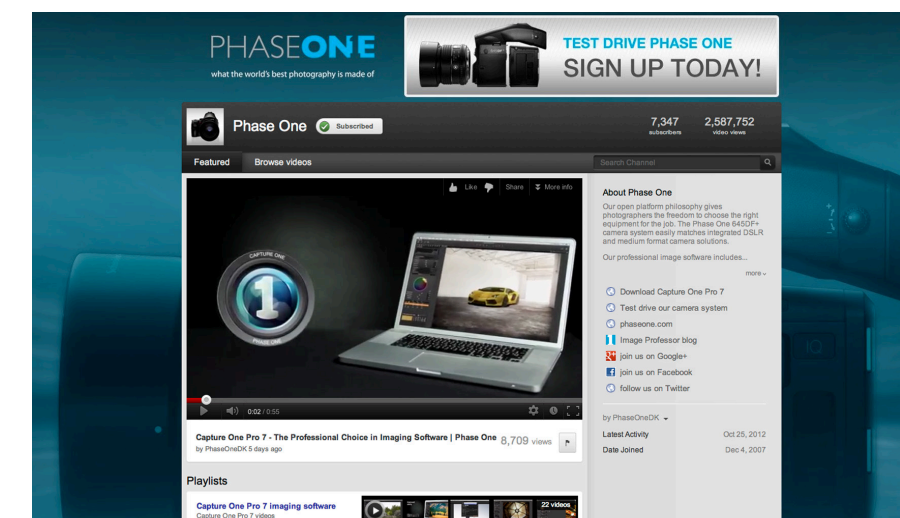 PHASEONE
what the world's best photography is made of
TEST DRIVE PHASE ONE
SIGN UP TODAY!
Phase One
Subscribed
7,347
subscribers
2,587,752
video views
Featured
Browse videos
Search Channel
Like
Share
More info
CAPTURE ONE
1
PHASE ONE
0:02 / 0:55
Capture One Pro 7 - The Professional Choice in Imaging Software | Phase One
by PhaseOneDK 5 days ago
8,709 views
Playlists
Capture One Pro 7 imaging software
Capture One Pro 7 videos
22 videos
About Phase One
Our open platform philosophy gives
photographers the freedom to choose the right
equipment for the job. The Phase One 645DF+
camera system easily matches integrated DSLR
and medium format camera solutions.
Our professional image software includes...
more
Download Capture One Pro 7
Test drive our camera system
phaseone.com
Image Professor blog
join us on Google+
join us on Facebook
follow us on Twitter
by PhaseOneDK
Latest Activity
Oct 25, 2012
Date Joined
Dec 4, 2007
IQ